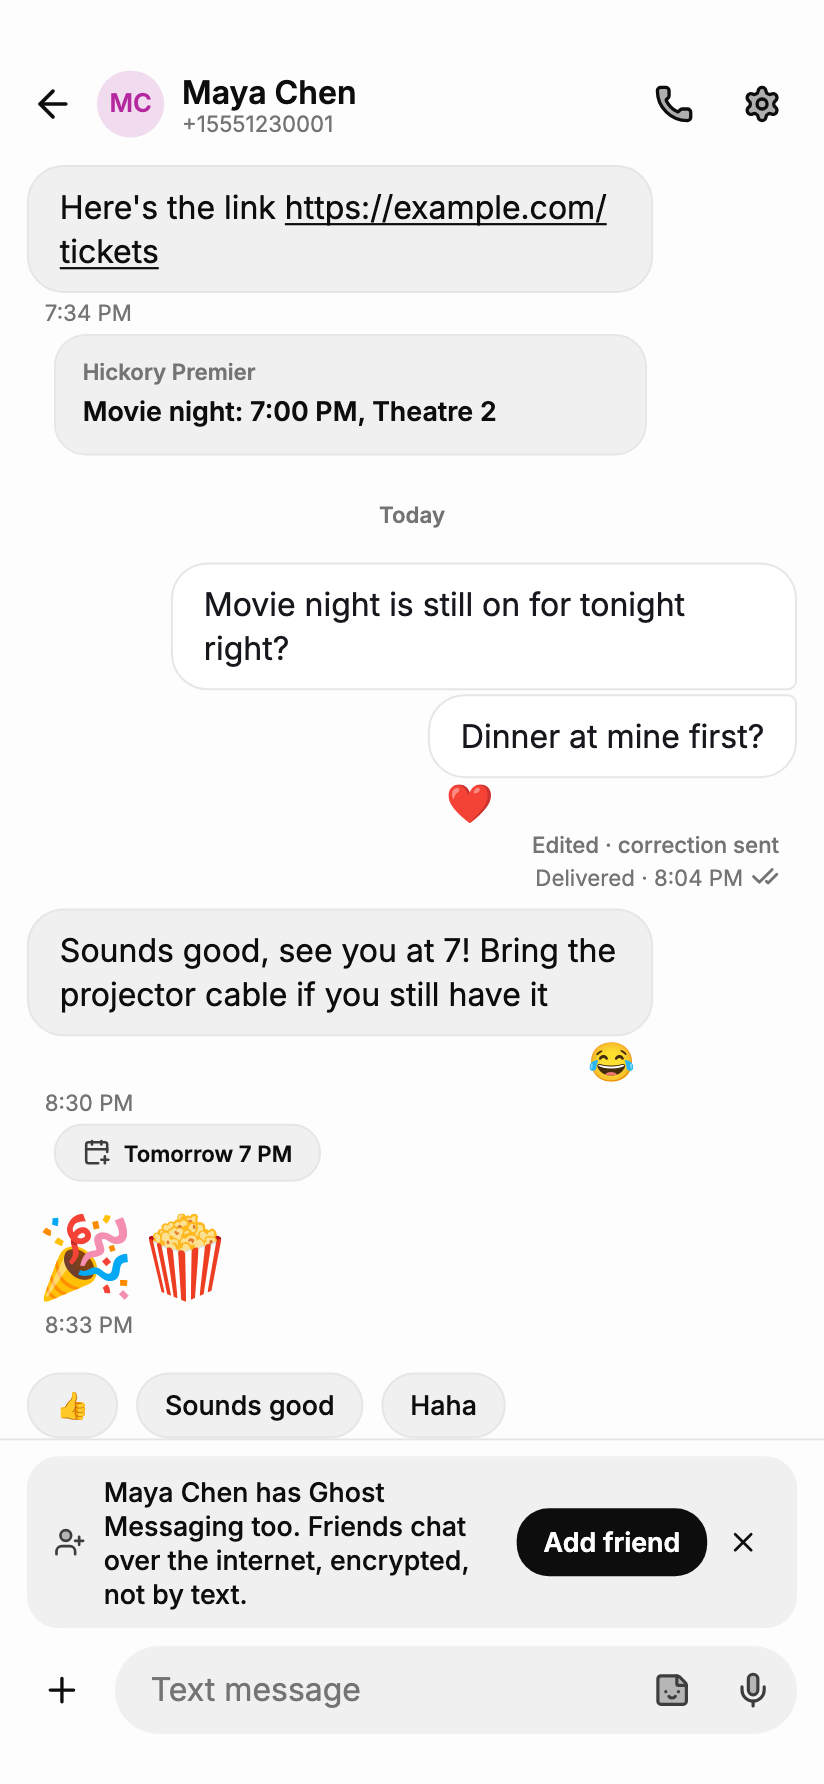 MC
Maya Chen
+15551230001
Here's the link https://example.com/
tickets
7:34 PM
Hickory Premier
Movie night: 7:00 PM, Theatre 2
Today
Movie night is still on for tonight
right?
Dinner at mine first?
❤️
Edited · correction sent
Delivered · 8:04 PM
Sounds good, see you at 7! Bring the
projector cable if you still have it
😂
8:30 PM
Tomorrow 7 PM
🎉🍿
8:33 PM
👍
Sounds good
Haha
Maya Chen has Ghost
Messaging too. Friends chat
over the internet, encrypted,
not by text.
Add friend
Text message